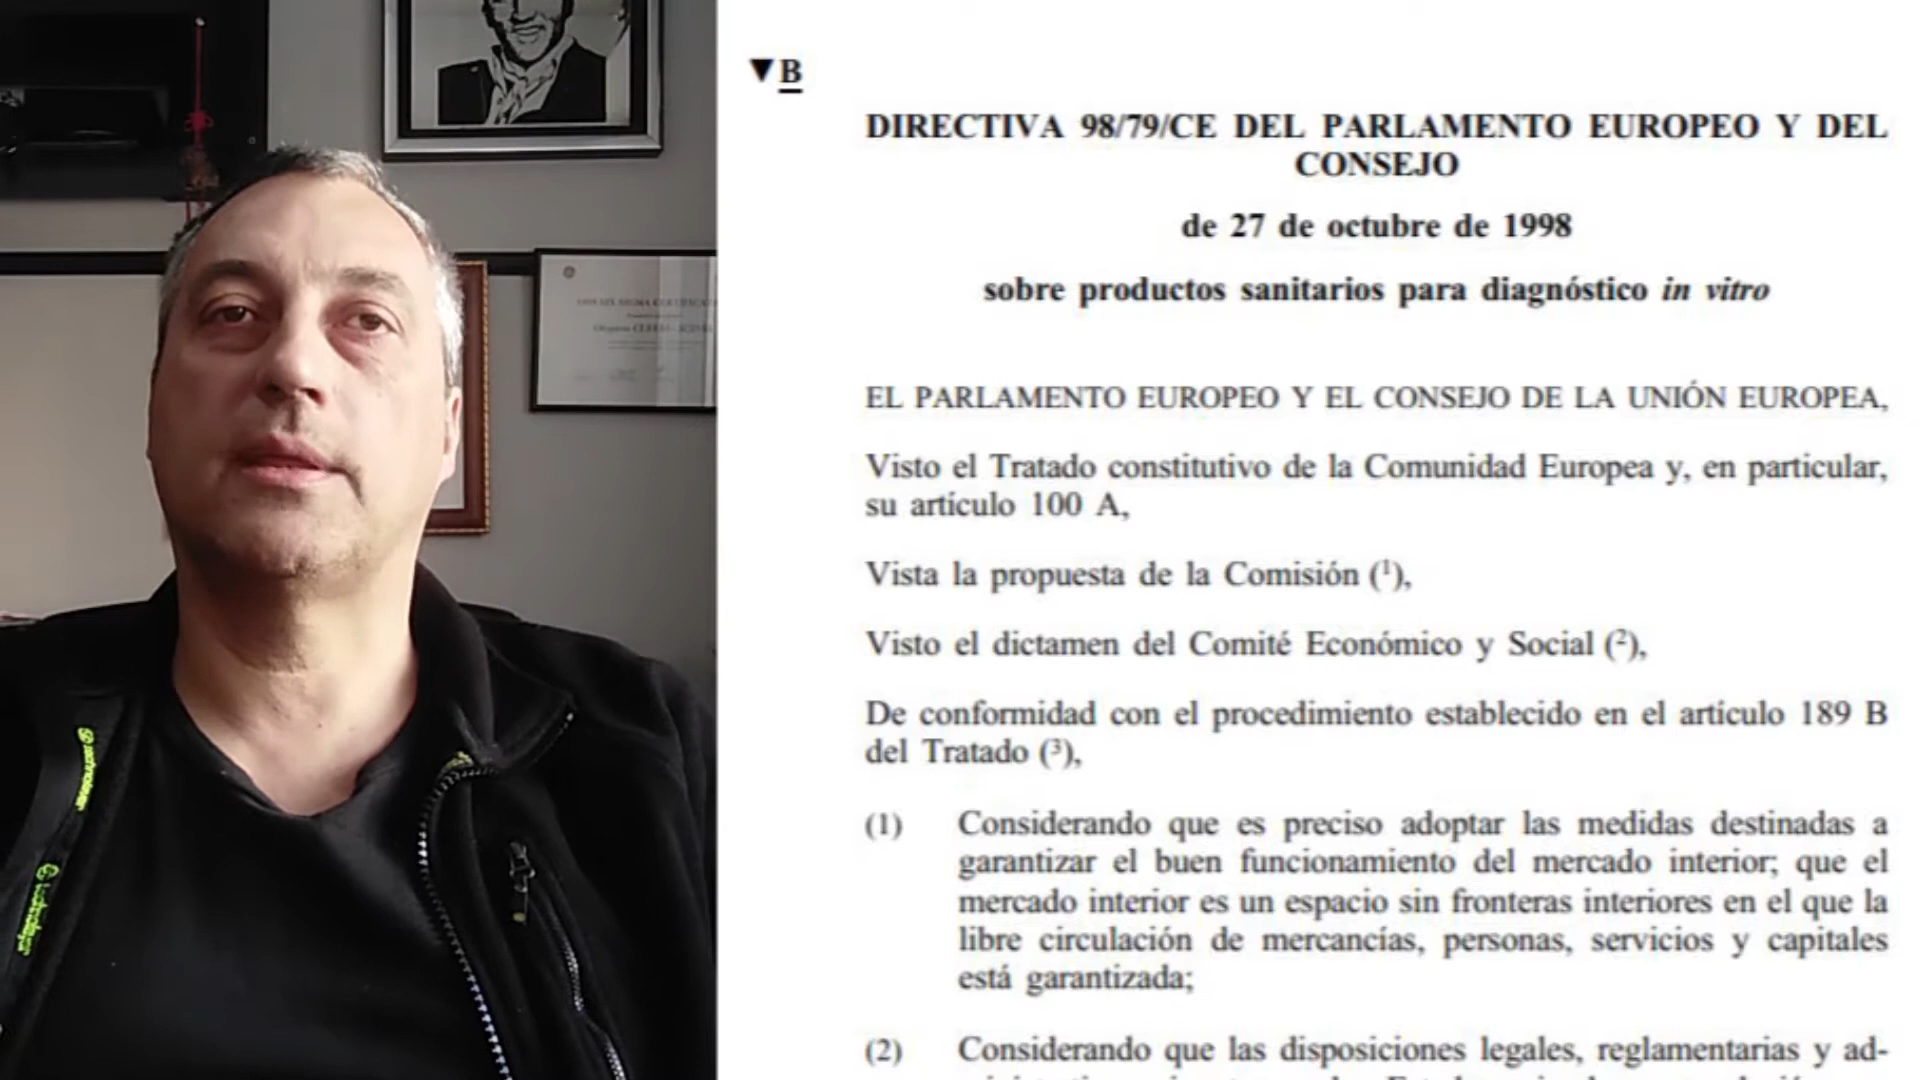 ▼B
DIRECTIVA 98/79/CE DEL PARLAMENTO EUROPEO Y DEL
CONSEJO
de 27 de octubre de 1998
sobre productos sanitarios para diagnóstico in vitro
EL PARLAMENTO EUROPEO Y EL CONSEJO DE LA UNIÓN EUROPEA,
Visto el Tratado constitutivo de la Comunidad Europea y, en particular,
su artículo 100 A,
Vista la propuesta de la Comisión (¹),
Visto el dictamen del Comité Económico y Social (²),
De conformidad con el procedimiento establecido en el artículo 189 B
del Tratado (³),
(1) Considerando que es preciso adoptar las medidas destinadas a
garantizar el buen funcionamiento del mercado interior; que el
mercado interior es un espacio sin fronteras interiores en el que la
libre circulación de mercancías, personas, servicios y capitales
está garantizada;
(2) Considerando que las disposiciones legales, reglamentarias y ad-